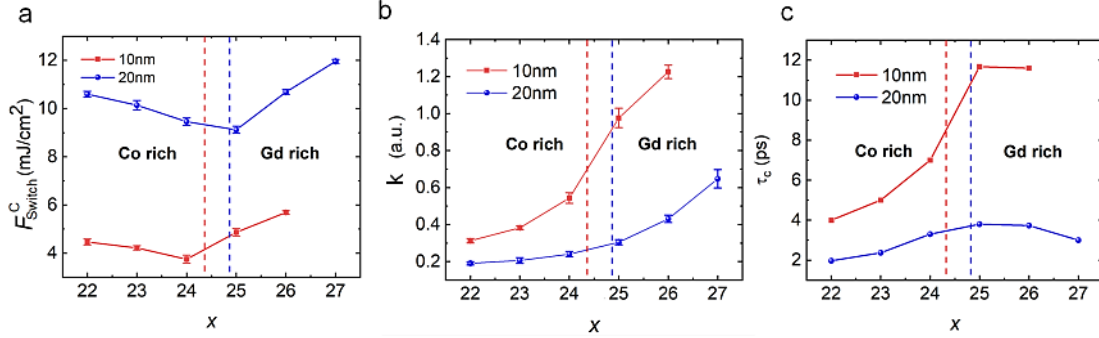 a
F^C_Switch (mJ/cm²)
12
10
8
6
4
22 23 24 25 26 27
x
10nm
20nm
Co rich
Gd rich
b
k (a.u.)
1.4
1.2
1.0
0.8
0.6
0.4
0.2
22 23 24 25 26 27
x
10nm
20nm
Co rich
Gd rich
c
τ_c (ps)
12
10
8
6
4
2
22 23 24 25 26 27
x
10nm
20nm
Co rich
Gd rich